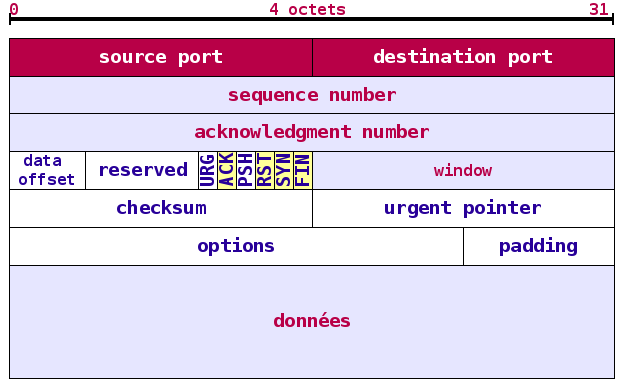 0 4 octets 31
source port destination port
sequence number
acknowledgment number
data offset reserved URG ACK PSH RST SYN FIN window
checksum urgent pointer
options padding
données